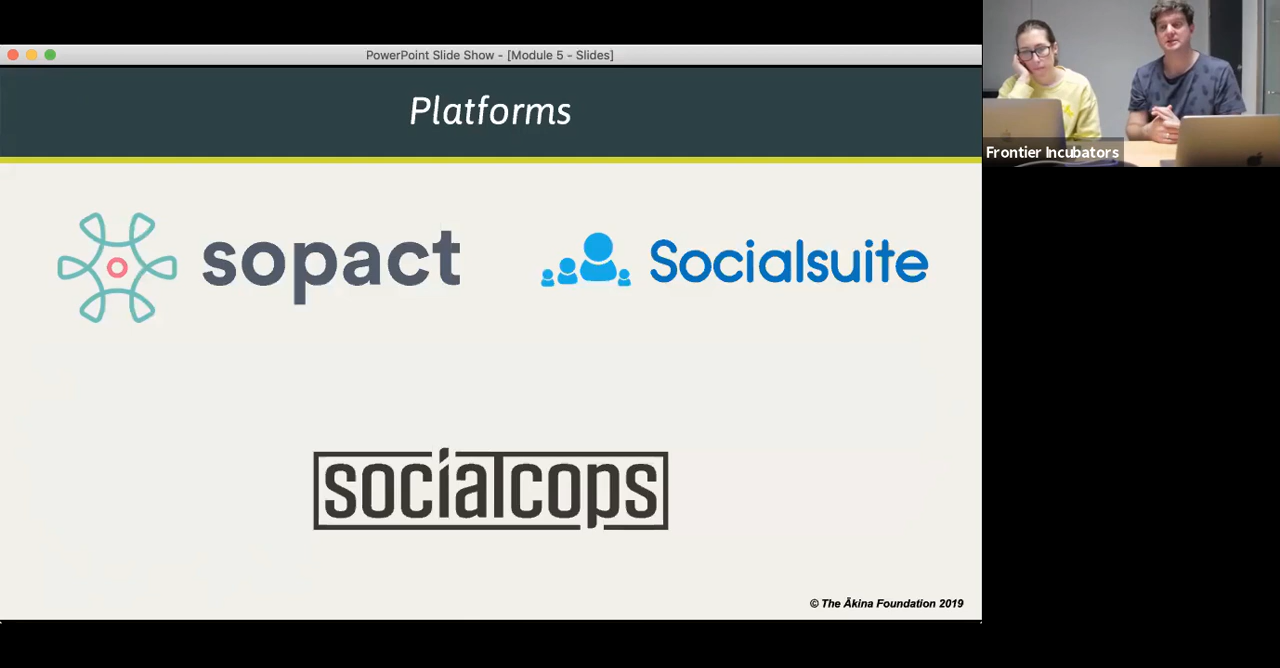 PowerPoint Slide Show - [Module 5 - Slides]
Platforms
Frontier Incubators
sopact
Socialsuite
socialcops
© The Ākina Foundation 2019